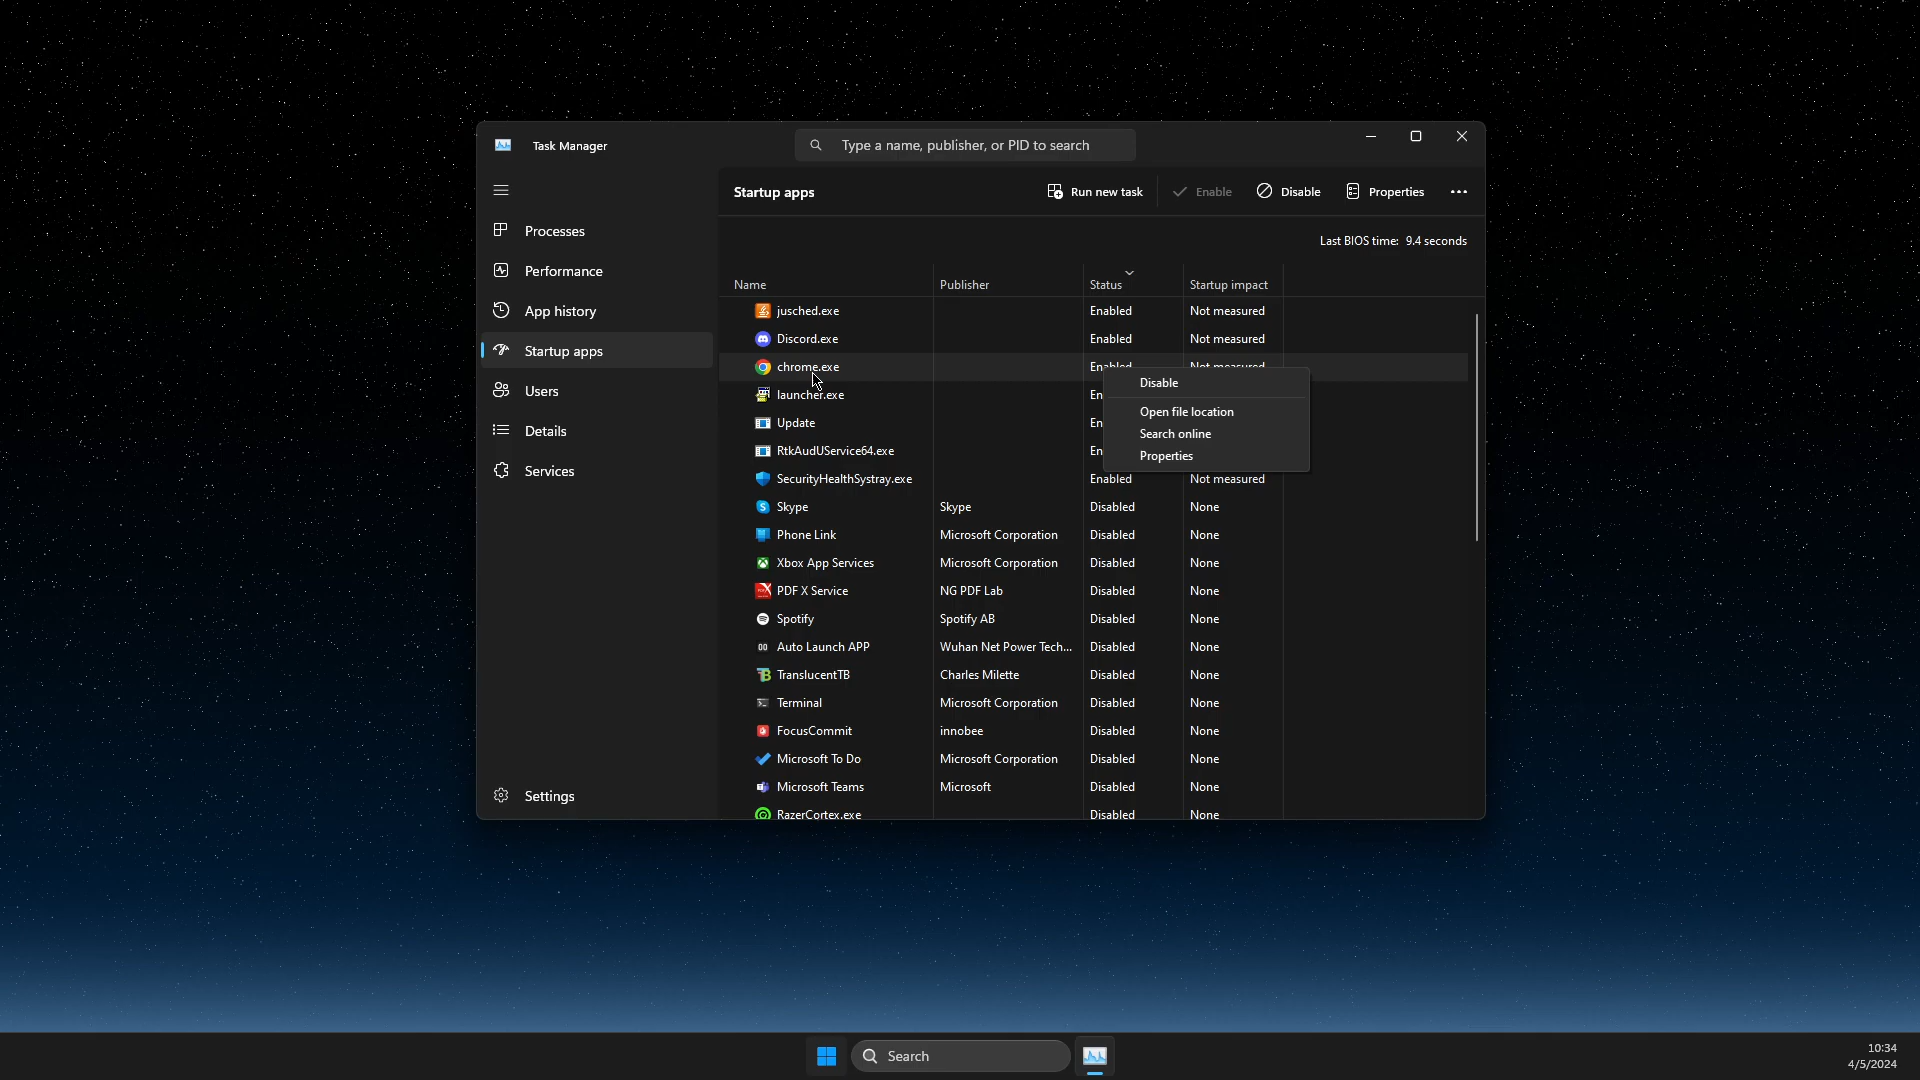 Task Manager
Type a name, publisher, or PID to search
Startup apps
Run new task
Enable
Disable
Properties
Processes
Performance
App history
Startup apps
Users
Details
Services
Settings
Last BIOS time: 9.4 seconds
Name Publisher Status Startup impact
jusched.exe Enabled Not measured
Discord.exe Enabled Not measured
chrome.exe Enabled Not measured
launcher.exe En
Update En
RtkAudUService64.exe En
SecurityHealthSystray.exe Enabled Not measured
Skype Skype Disabled None
Phone Link Microsoft Corporation Disabled None
Xbox App Services Microsoft Corporation Disabled None
PDF X Service NG PDF Lab Disabled None
Spotify Spotify AB Disabled None
Auto Launch APP Wuhan Net Power Tech... Disabled None
TranslucentTB Charles Milette Disabled None
Terminal Microsoft Corporation Disabled None
FocusCommit innobee Disabled None
Microsoft To Do Microsoft Corporation Disabled None
Microsoft Teams Microsoft Disabled None
RazerCortex.exe Disabled None
Disable
Open file location
Search online
Properties
Search
10:34
4/5/2024